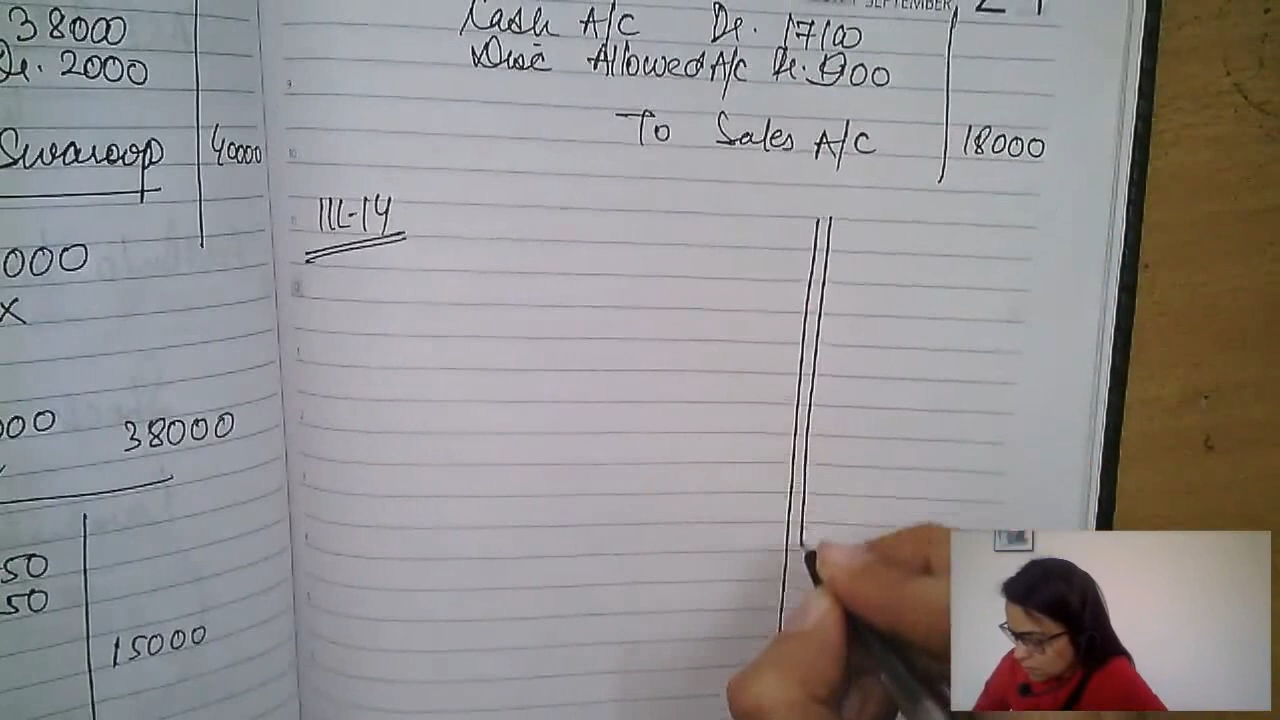 38000
Dr. 2000
Swaroop 40000
000
X
000 38000
50
50
15000
SEPTEMBER
Cash A/C Dr. 17100
Disc Allowed A/C Dr. 900
To Sales A/C 18000
ILL-14